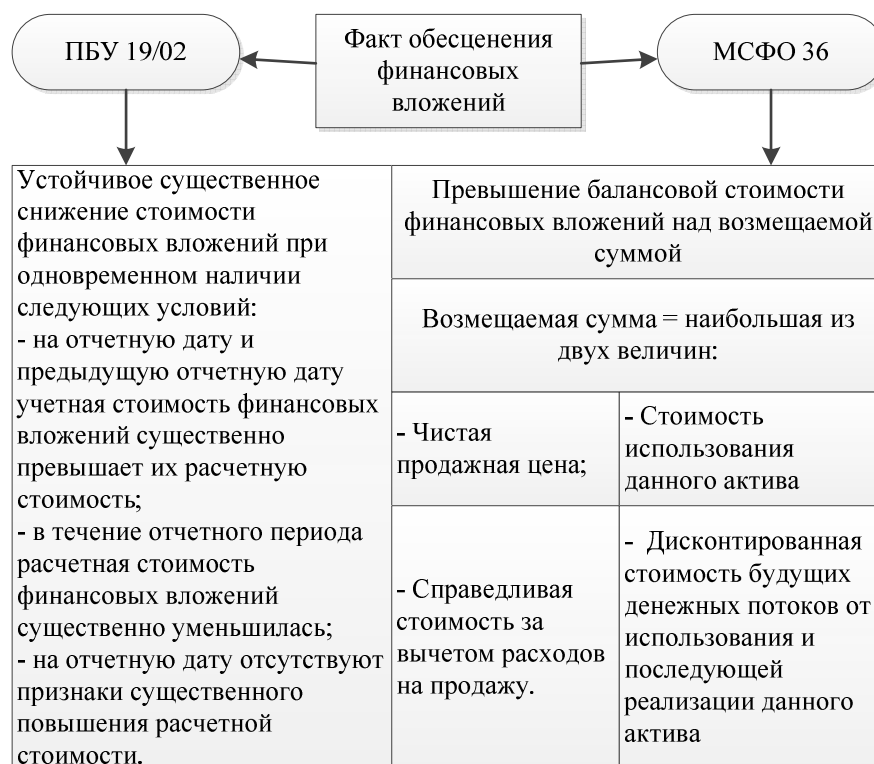 ПБУ 19/02
Факт обесценения
финансовых
вложений
МСФО 36
Устойчивое существенное
снижение стоимости
финансовых вложений при
одновременном наличии
следующих условий:
- на отчетную дату и
предыдущую отчетную дату
учетная стоимость финансовых
вложений существенно
превышает их расчетную
стоимость;
- в течение отчетного периода
расчетная стоимость
финансовых вложений
существенно уменьшилась;
- на отчетную дату отсутствуют
признаки существенного
повышения расчетной
стоимости.
Превышение балансовой стоимости
финансовых вложений над возмещаемой
суммой
Возмещаемая сумма = наибольшая из
двух величин:
- Чистая
продажная цена;
- Стоимость
использования
данного актива
- Справедливая
стоимость за
вычетом расходов
на продажу.
- Дисконтированная
стоимость будущих
денежных потоков от
использования и
последующей
реализации данного
актива